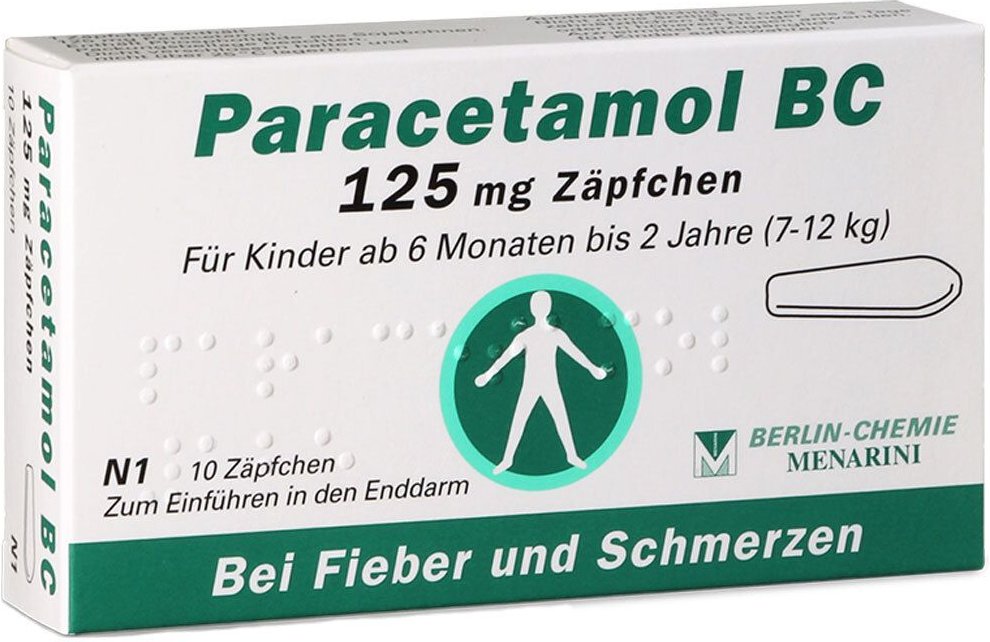 Paracetamol BC
125 mg Zäpfchen
Für Kinder ab 6 Monaten bis 2 Jahre (7-12 kg)
N1 10 Zäpfchen
Zum Einführen in den Enddarm
BERLIN-CHEMIE
MENARINI
Bei Fieber und Schmerzen
Paracetamol BC
125 mg Zäpfchen
10 Zäpfchen
N1